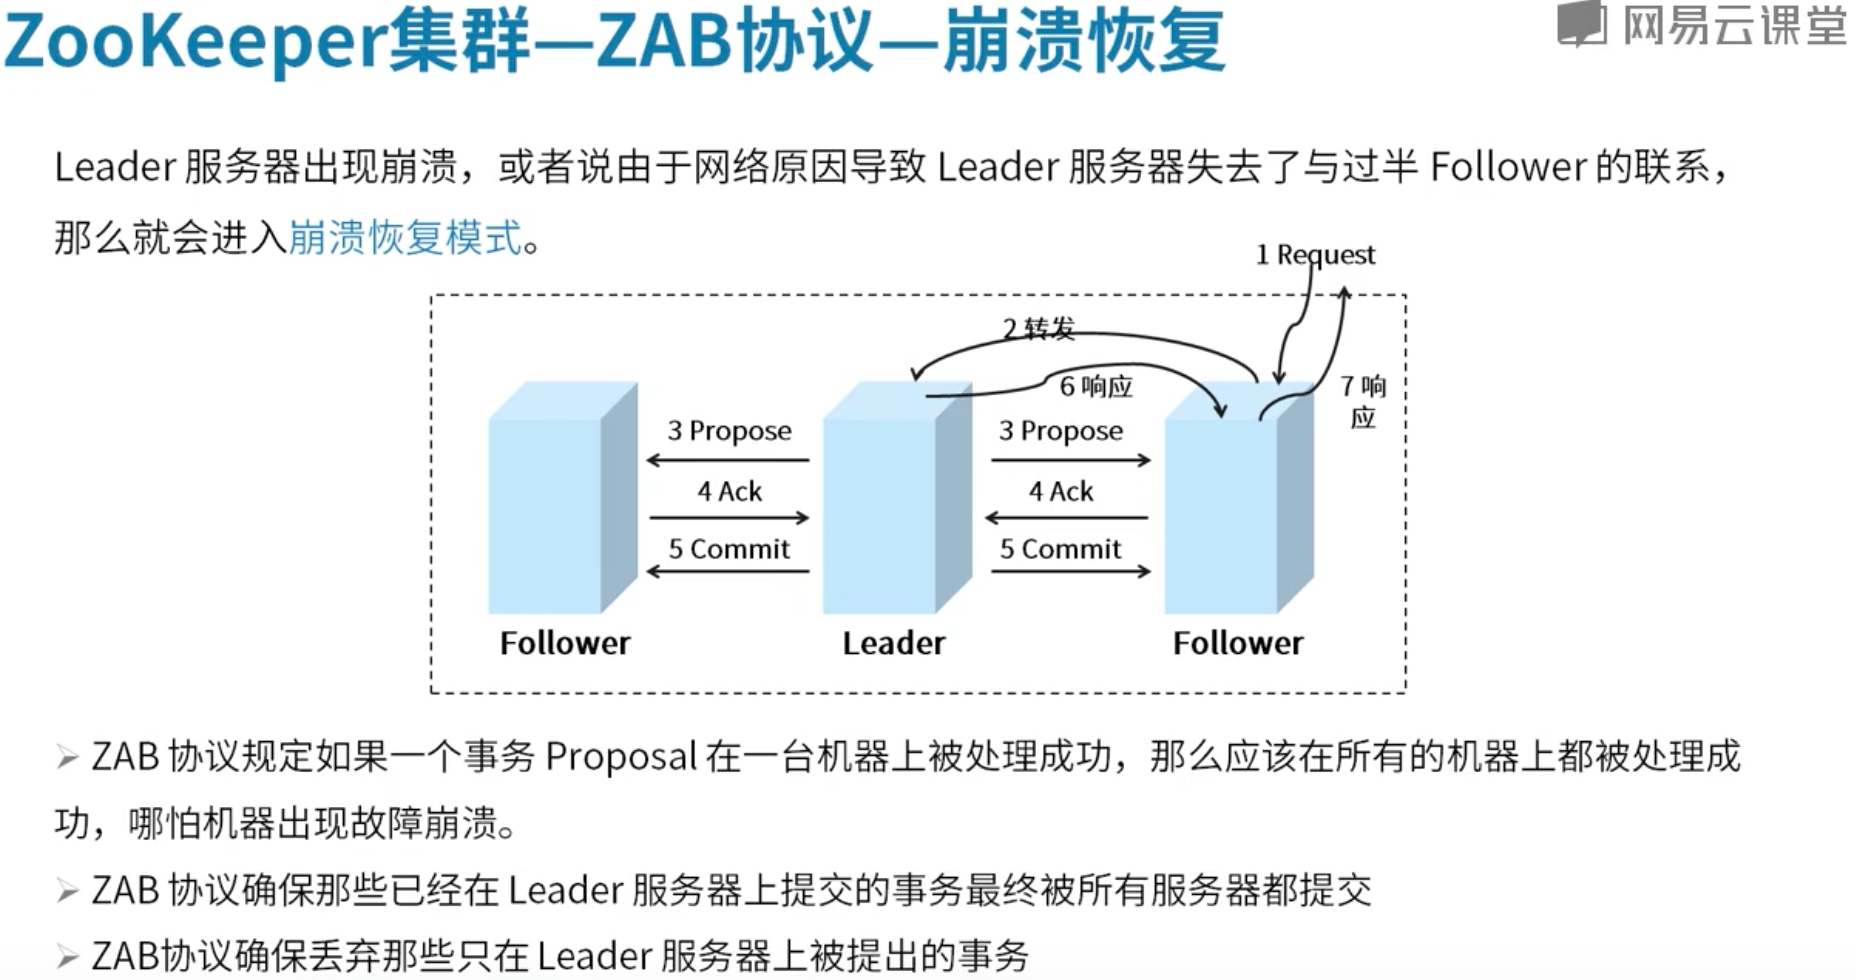 ZooKeeper集群—ZAB协议—崩溃恢复
网易云课堂
Leader 服务器出现崩溃，或者说由于网络原因导致 Leader 服务器失去了与过半 Follower 的联系，
那么就会进入崩溃恢复模式。
1 Request
2 转发
6 响应
7 响
应
3 Propose
3 Propose
4 Ack
4 Ack
5 Commit
5 Commit
Follower
Leader
Follower
➢ ZAB 协议规定如果一个事务 Proposal 在一台机器上被处理成功，那么应该在所有的机器上都被处理成
功，哪怕机器出现故障崩溃。
➢ ZAB 协议确保那些已经在 Leader 服务器上提交的事务最终被所有服务器都提交
➢ ZAB协议确保丢弃那些只在 Leader 服务器上被提出的事务